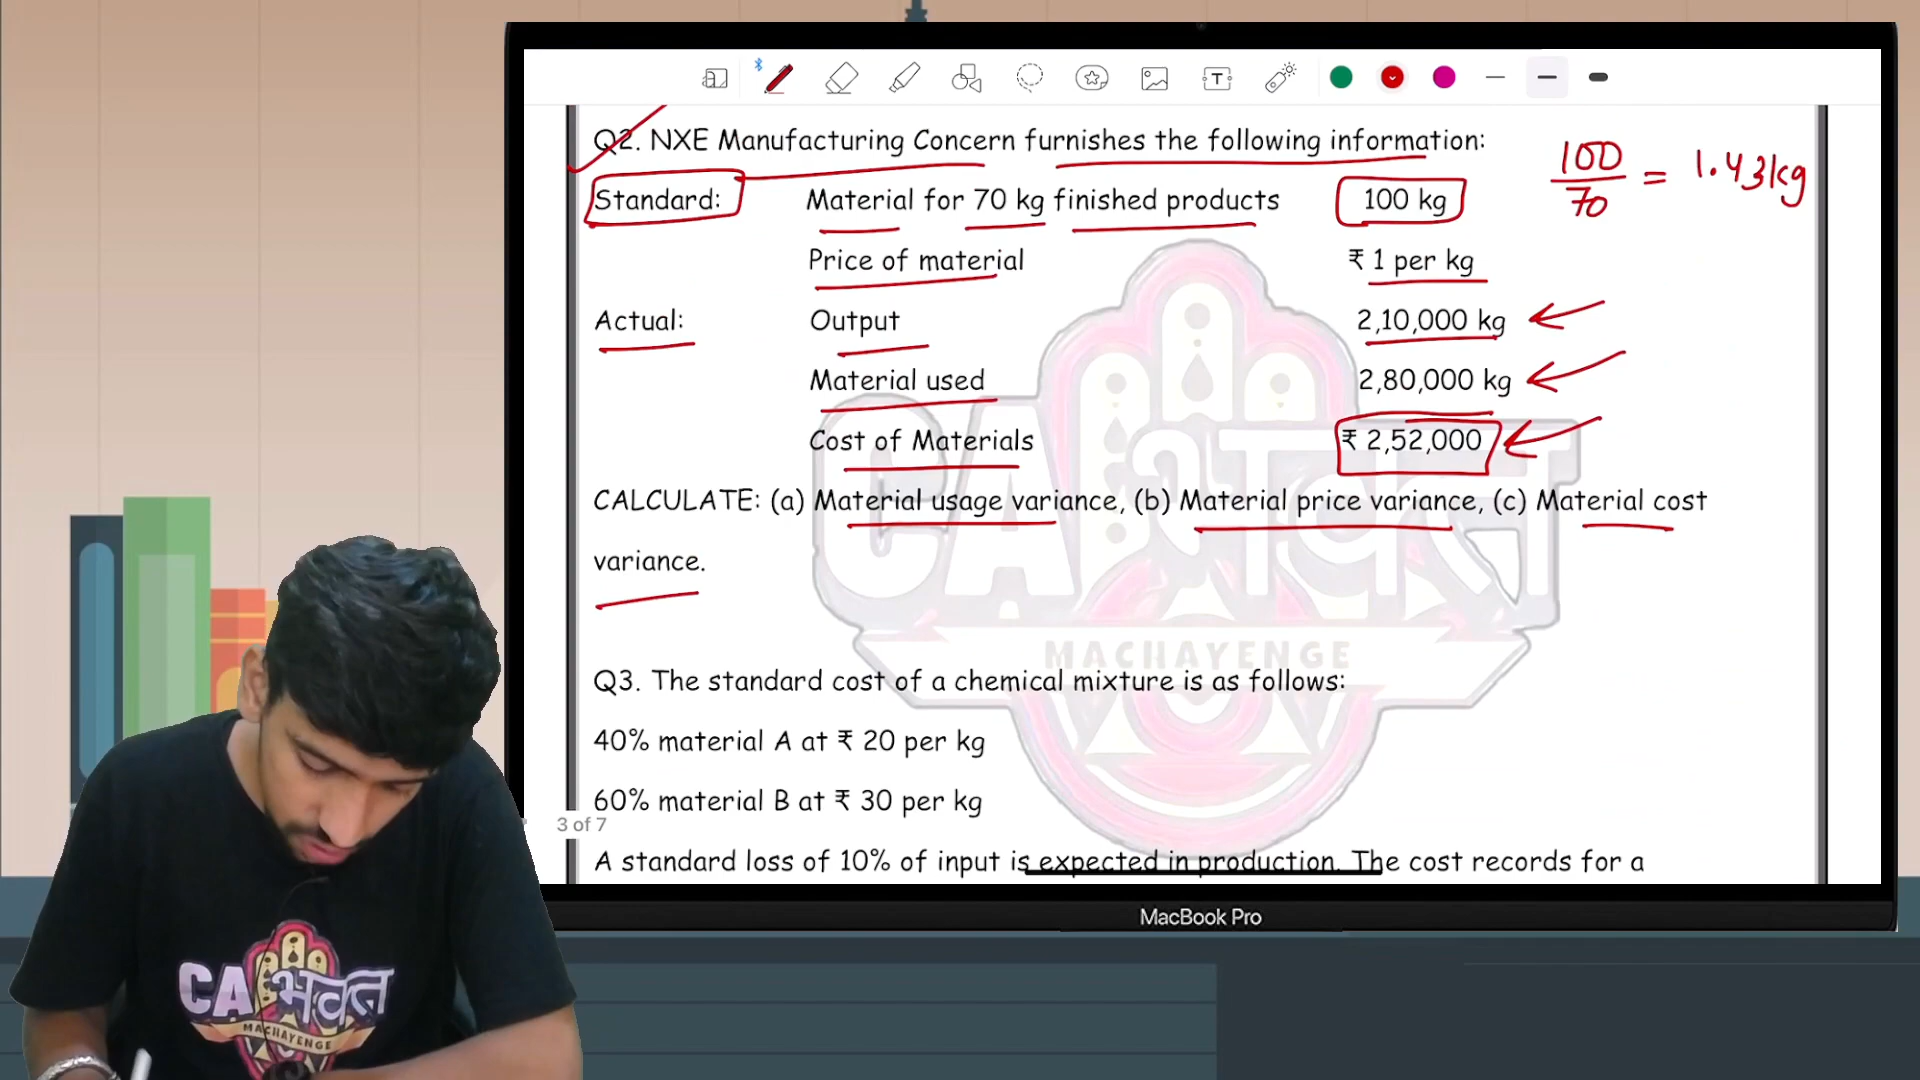 Q2. NXE Manufacturing Concern furnishes the following information:
100/70 = 1.43kg
Standard: Material for 70 kg finished products 100 kg
Price of material ₹ 1 per kg
Actual: Output 2,10,000 kg
Material used 2,80,000 kg
Cost of Materials ₹ 2,52,000
CALCULATE: (a) Material usage variance, (b) Material price variance, (c) Material cost
variance.
CA भक्त
MACHAYENGE
Q3. The standard cost of a chemical mixture is as follows:
40% material A at ₹ 20 per kg
60% material B at ₹ 30 per kg
3 of 7
A standard loss of 10% of input is expected in production. The cost records for a
MacBook Pro
CA भक्त
MACHAYENGE